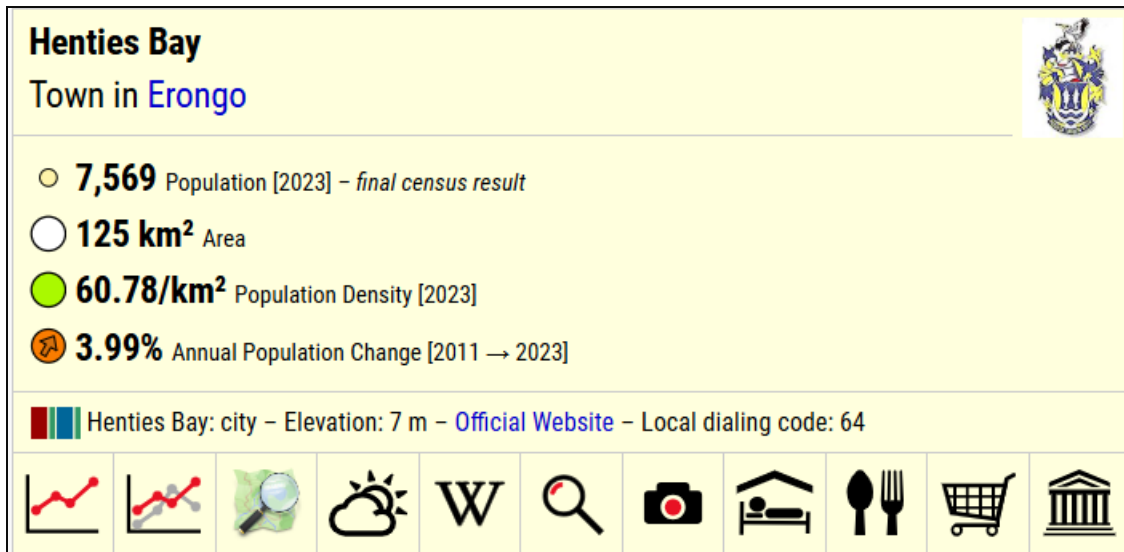 Henties Bay
Town in Erongo
7,569 Population [2023] – final census result
125 km² Area
60.78/km² Population Density [2023]
3.99% Annual Population Change [2011 → 2023]
Henties Bay: city – Elevation: 7 m – Official Website – Local dialing code: 64
W